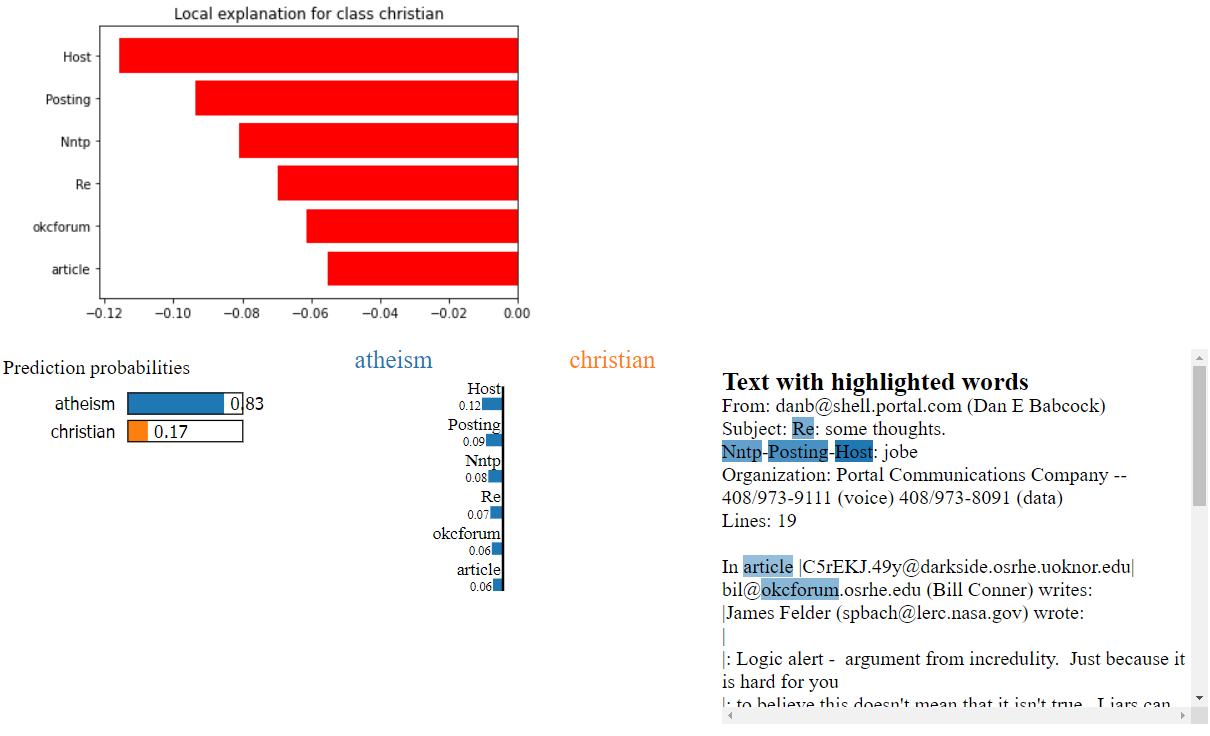 Local explanation for class christian
Host
Posting
Nntp
Re
okcforum
article
−0.12 −0.10 −0.08 −0.06 −0.04 −0.02 0.00
Prediction probabilities
atheism 0.83
christian 0.17
atheism christian
Host
0.12
Posting
0.09
Nntp
0.08
Re
0.07
okcforum
0.06
article
0.06
Text with highlighted words
From: danb@shell.portal.com (Dan E Babcock)
Subject: Re: some thoughts.
Nntp-Posting-Host: jobe
Organization: Portal Communications Company --
408/973-9111 (voice) 408/973-8091 (data)
Lines: 19
In article |C5rEKJ.49y@darkside.osrhe.uoknor.edu|
bil@okcforum.osrhe.edu (Bill Conner) writes:
|James Felder (spbach@lerc.nasa.gov) wrote:
|
|: Logic alert -  argument from incredulity.  Just because it
is hard for you
|: to believe this doesn't mean that it isn't true.  Liars can